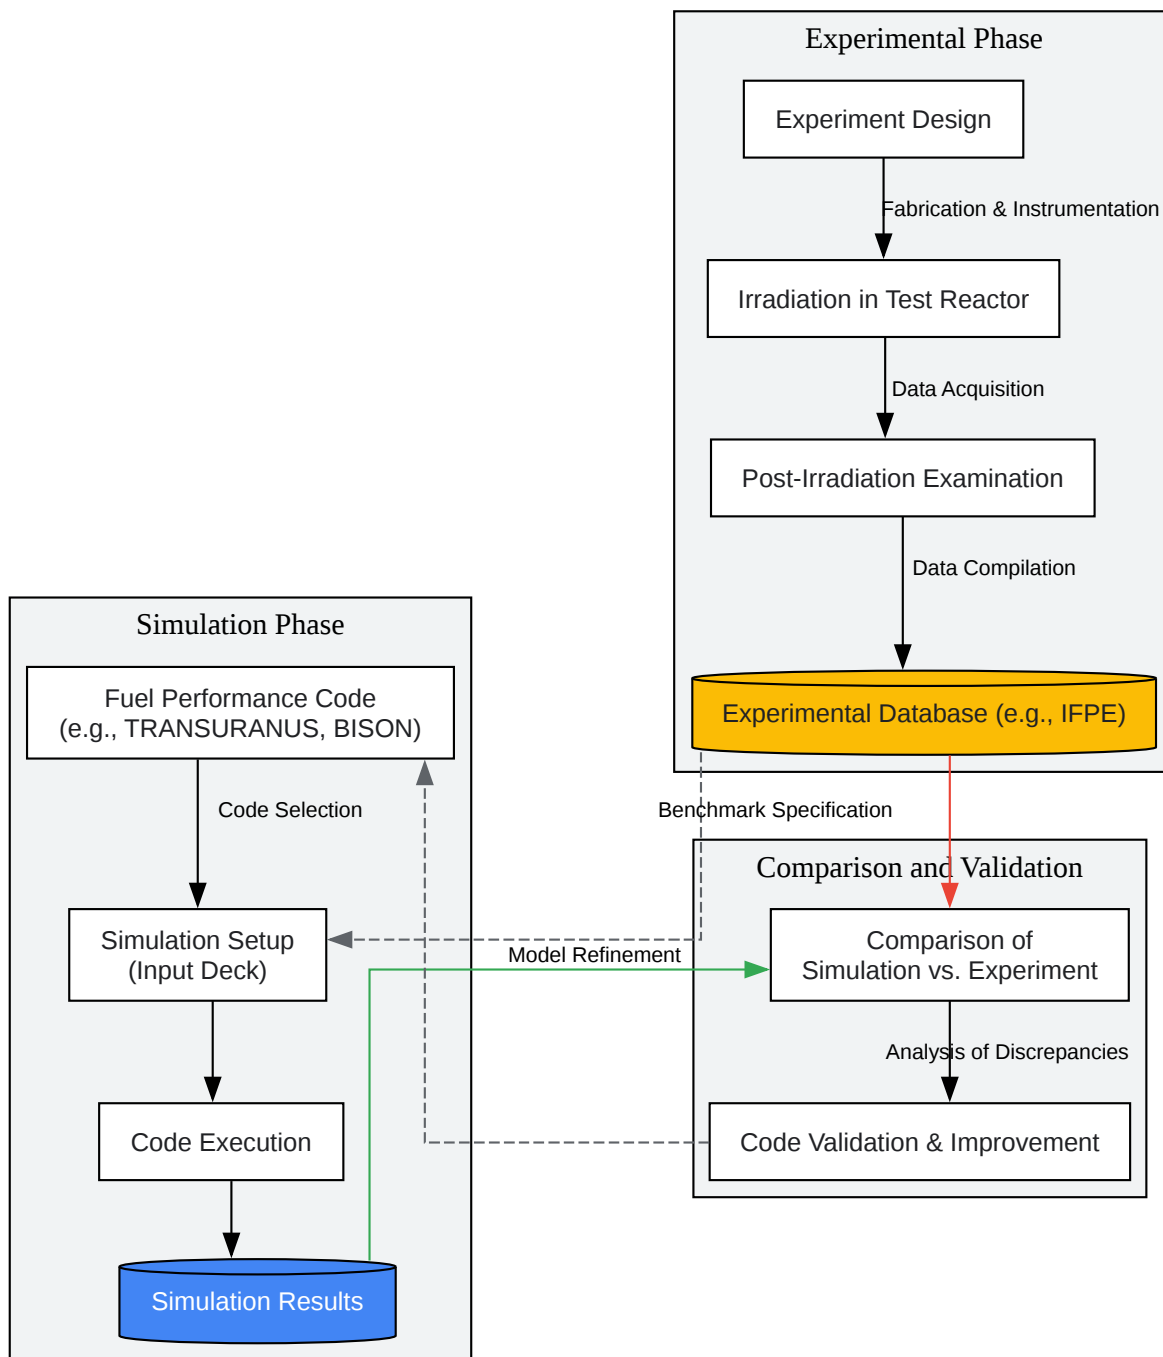 Experimental Phase
Experiment Design
Fabrication & Instrumentation
Irradiation in Test Reactor
Data Acquisition
Post-Irradiation Examination
Data Compilation
Experimental Database (e.g., IFPE)
Simulation Phase
Fuel Performance Code
(e.g., TRANSURANUS, BISON)
Code Selection
Benchmark Specification
Comparison and Validation
Simulation Setup
(Input Deck)
Model Refinement
Comparison of
Simulation vs. Experiment
Analysis of Discrepancies
Code Execution
Code Validation & Improvement
Simulation Results